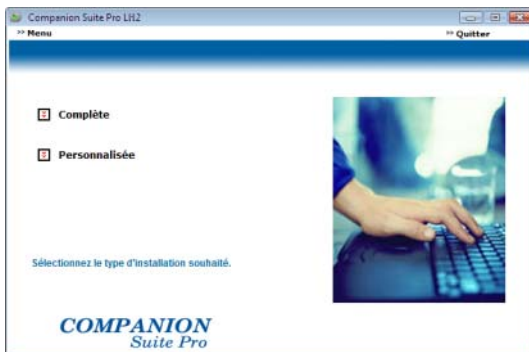 Companion Suite Pro LH2
» Menu
» Quitter
Complète
Personnalisée
Sélectionnez le type d'installation souhaité.
COMPANION
Suite Pro